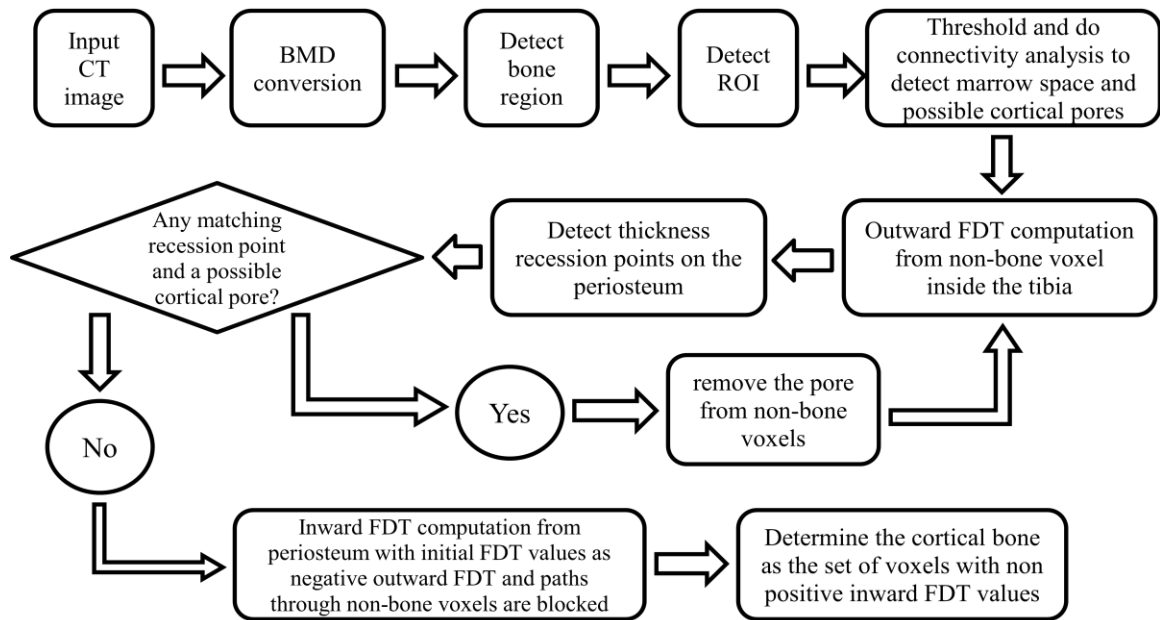 Input
CT
image
BMD
conversion
Detect
bone
region
Detect
ROI
Threshold and do
connectivity analysis to
detect marrow space and
possible cortical pores
Outward FDT computation
from non-bone voxel
inside the tibia
Detect thickness
recession points on the
periosteum
Any matching
recession point
and a possible
cortical pore?
Yes
remove the pore
from non-bone
voxels
No
Inward FDT computation from
periosteum with initial FDT values as
negative outward FDT and paths
through non-bone voxels are blocked
Determine the cortical bone
as the set of voxels with non
positive inward FDT values